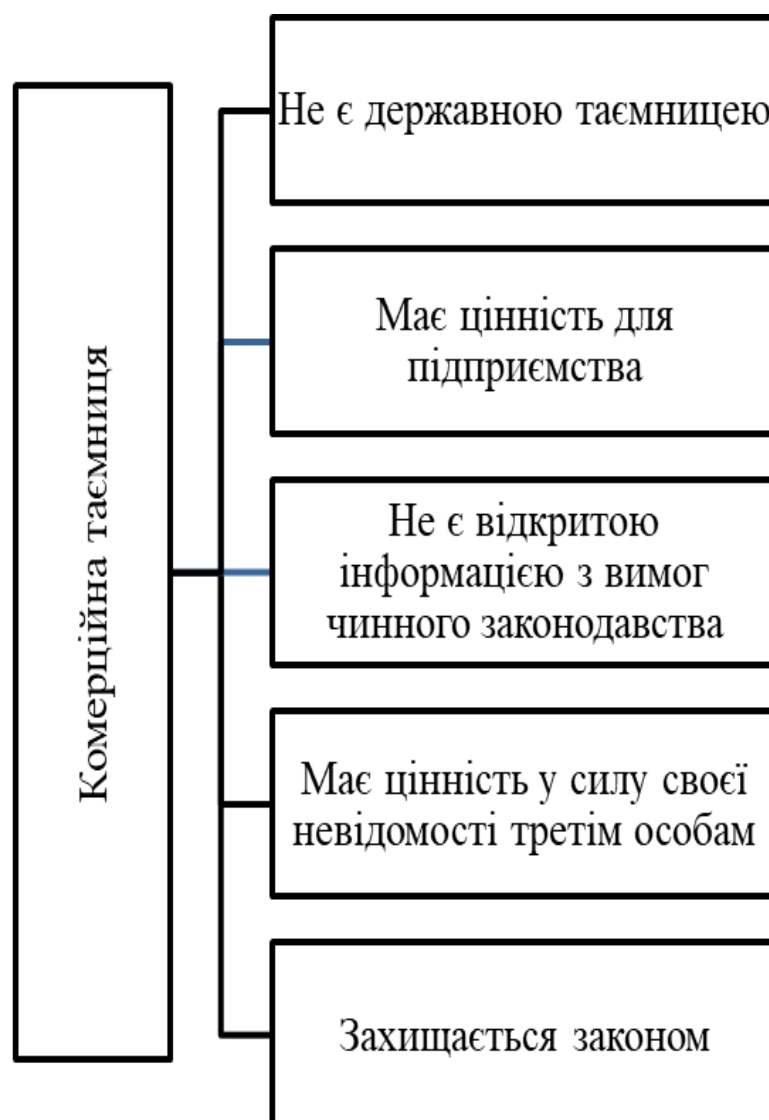 Комерційна таємниця
Не є державною таємницею
Має цінність для
підприємства
Не є відкритою
інформацією з вимог
чинного законодавства
Має цінність у силу своєї
невідомості третім особам
Захищається законом